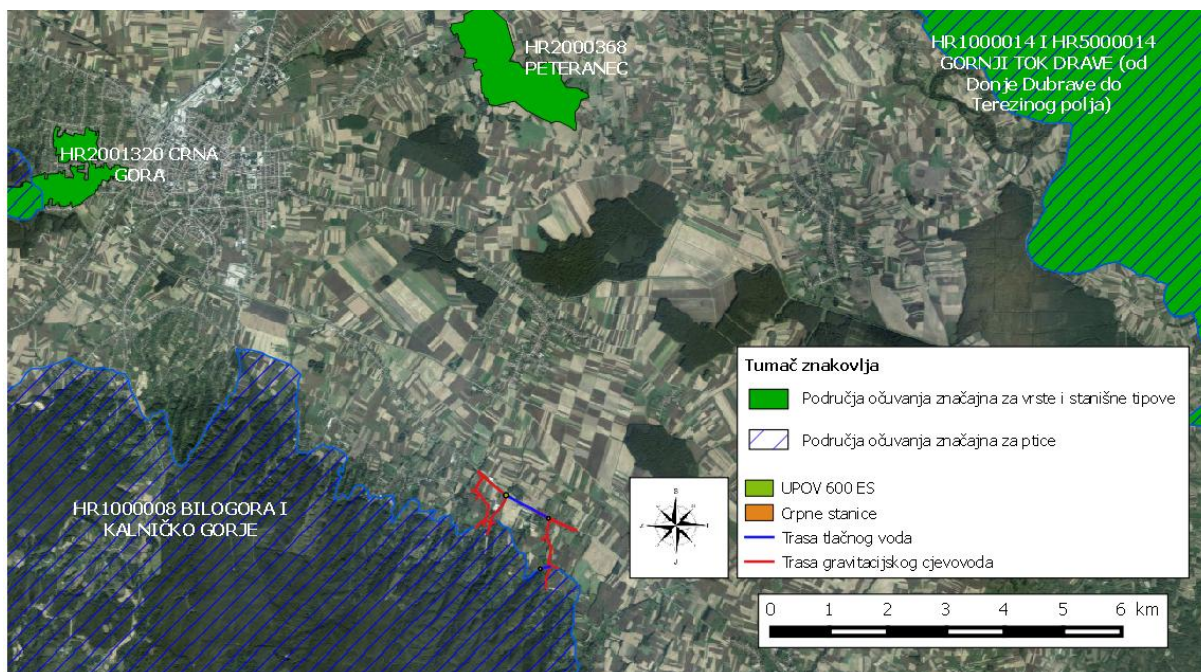 HR2000368
PETERANEC
HR1000014 I HR5000014
GORNJI TOK DRAVE (od
Donje Dubrave do
Terezinog polja)
HR2001320 CRNA
GORA
HR1000008 BILOGORA I
KALNIČKO GORJE
Tumač znakovlja
Područja očuvanja značajna za vrste i stanišne tipove
Područja očuvanja značajna za ptice
UPOV 600 ES
Crpne stanice
Trasa tlačnog voda
Trasa gravitacijskog cjevovoda
S
J
0 1 2 3 4 5 6 km